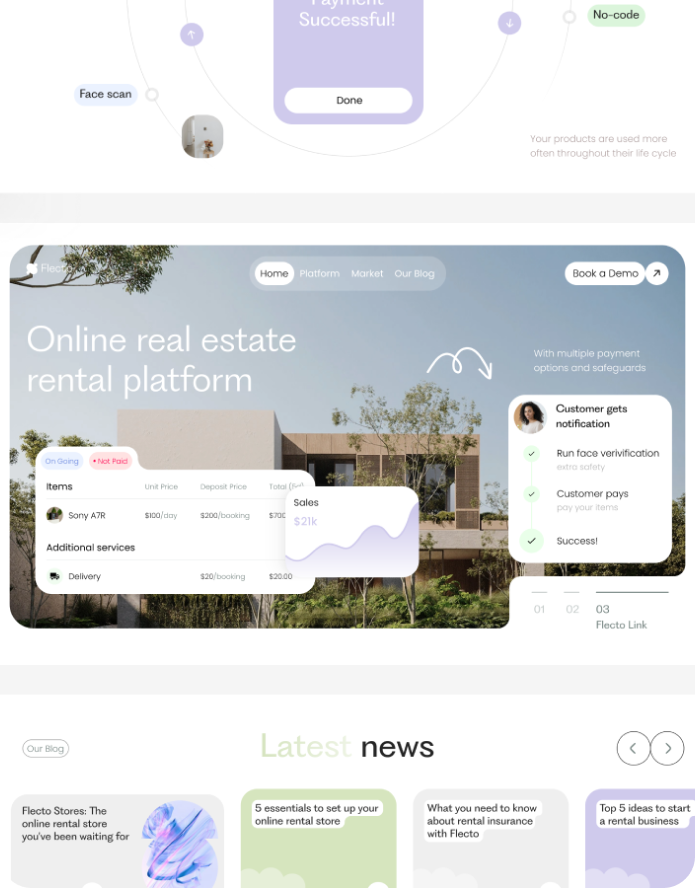 Payment
Successful!
No-code
Face scan
Done
Your products are used more
often throughout their life cycle
Flecto
Home Platform Market Our Blog
Book a Demo
Online real estate
rental platform
With multiple payment
options and safeguards
Customer gets
notification
Run face verivification
extra safety
Customer pays
pay your items
Success!
On Going • Not Paid
Items Unit Price Deposit Price Total
Sony A7R $100/day $200/booking
Additional services
Delivery $20/booking $20.00
Sales
$21k
01 02 03
Flecto Link
Our Blog
Latest news
Flecto Stores: The
online rental store
you've been waiting for
5 essentials to set up your
online rental store
What you need to know
about rental insurance
with Flecto
Top 5 ideas to start
a rental business